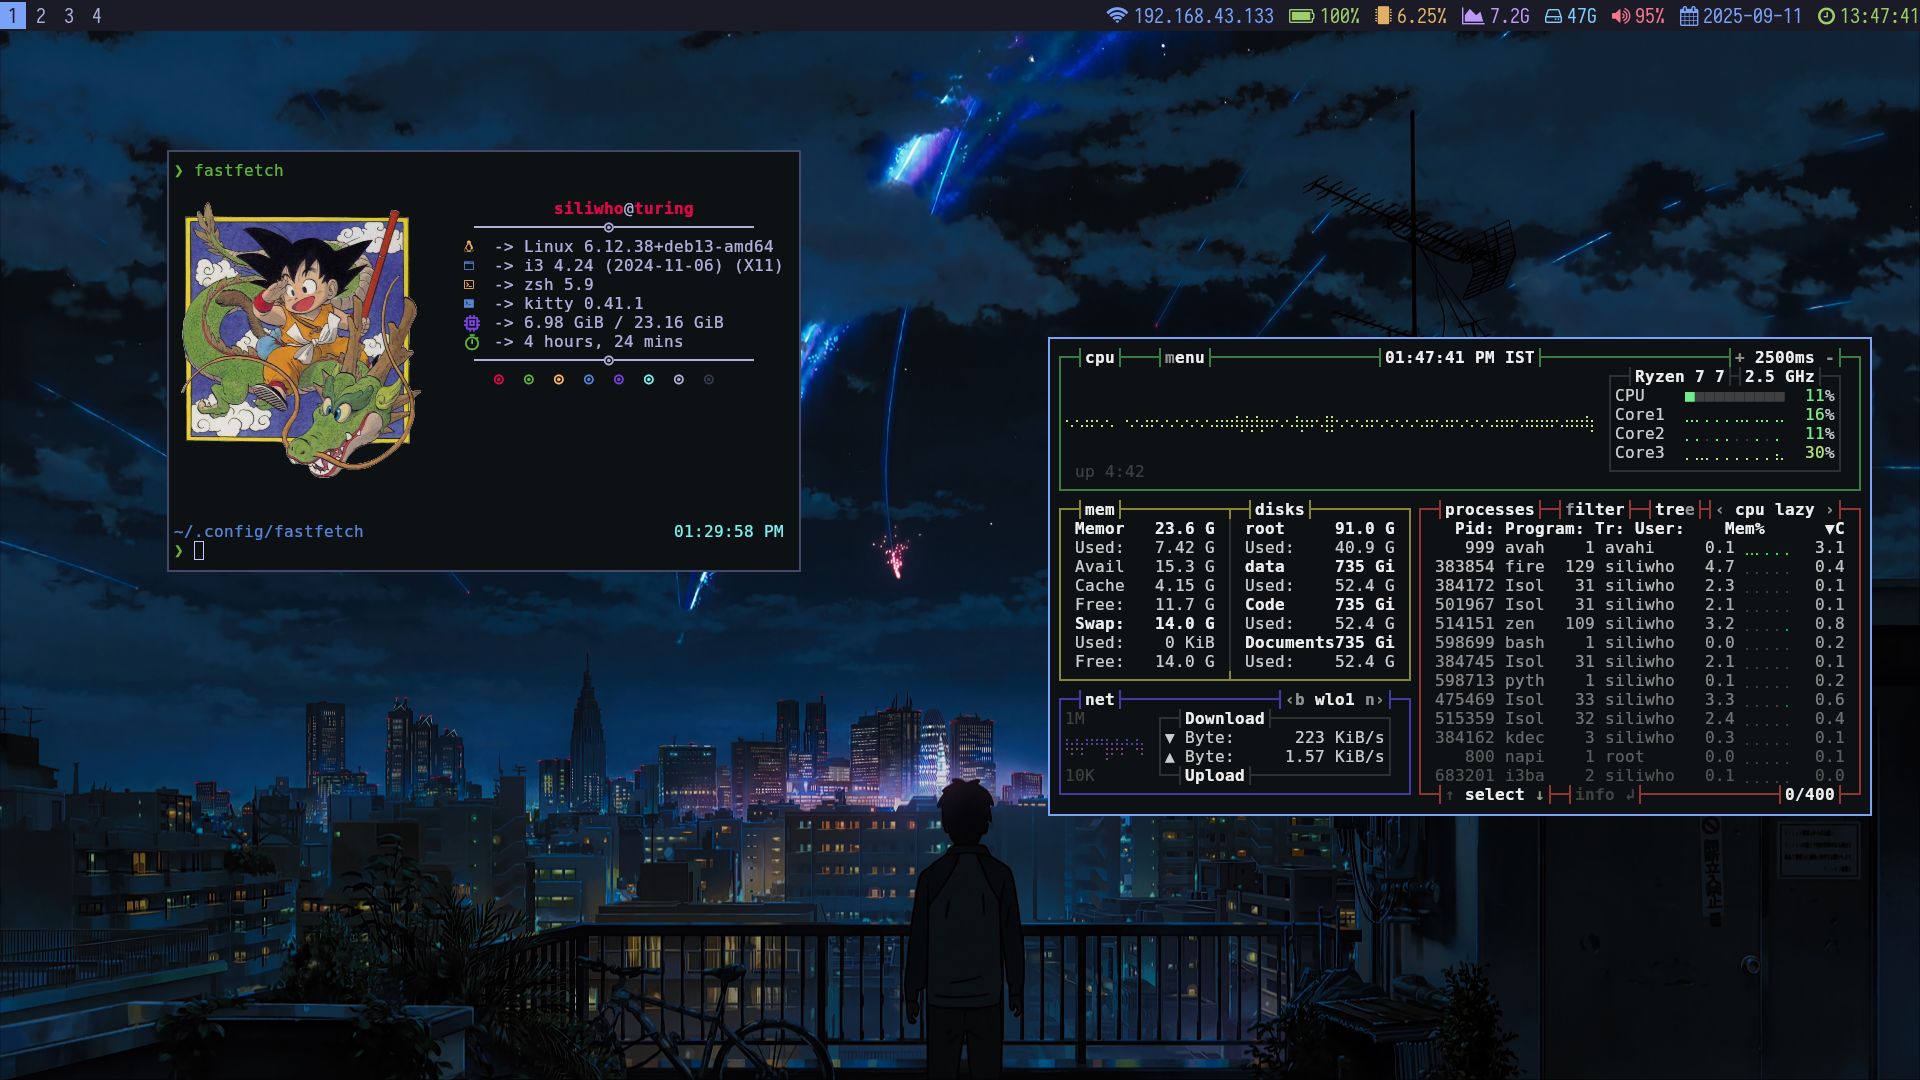 1 2 3 4
192.168.43.133 100% 6.25% 7.2G 47G 95% 2025-09-11 13:47:41
❯ fastfetch
siliwho@turing
-> Linux 6.12.38+deb13-amd64
-> i3 4.24 (2024-11-06) (X11)
-> zsh 5.9
-> kitty 0.41.1
-> 6.98 GiB / 23.16 GiB
-> 4 hours, 24 mins
~/.config/fastfetch 01:29:58 PM
❯
cpu menu 01:47:41 PM IST + 2500ms -
Ryzen 7 7 2.5 GHz
CPU 11%
Core1 16%
Core2 11%
Core3 30%
up 4:42
mem
Memor 23.6 G
Used: 7.42 G
Avail 15.3 G
Cache 4.15 G
Free: 11.7 G
Swap: 14.0 G
Used: 0 KiB
Free: 14.0 G
disks
root 91.0 G
Used: 40.9 G
data 735 Gi
Used: 52.4 G
Code 735 Gi
Used: 52.4 G
Documents735 Gi
Used: 52.4 G
net ‹b wlo1 n›
1M
Download
▼ Byte: 223 KiB/s
▲ Byte: 1.57 KiB/s
10K
Upload
processes filter tree ‹ cpu lazy ›
Pid: Program: Tr: User: Mem% ▼C
999 avah 1 avahi 0.1 3.1
383854 fire 129 siliwho 4.7 0.4
384172 Isol 31 siliwho 2.3 0.1
501967 Isol 31 siliwho 2.1 0.1
514151 zen 109 siliwho 3.2 0.8
598699 bash 1 siliwho 0.0 0.2
384745 Isol 31 siliwho 2.1 0.1
598713 pyth 1 siliwho 0.1 0.2
475469 Isol 33 siliwho 3.3 0.6
515359 Isol 32 siliwho 2.4 0.4
384162 kdec 3 siliwho 0.3 0.1
800 napi 1 root 0.0 0.1
683201 i3ba 2 siliwho 0.1 0.0
↑ select ↓ info ↲ 0/400